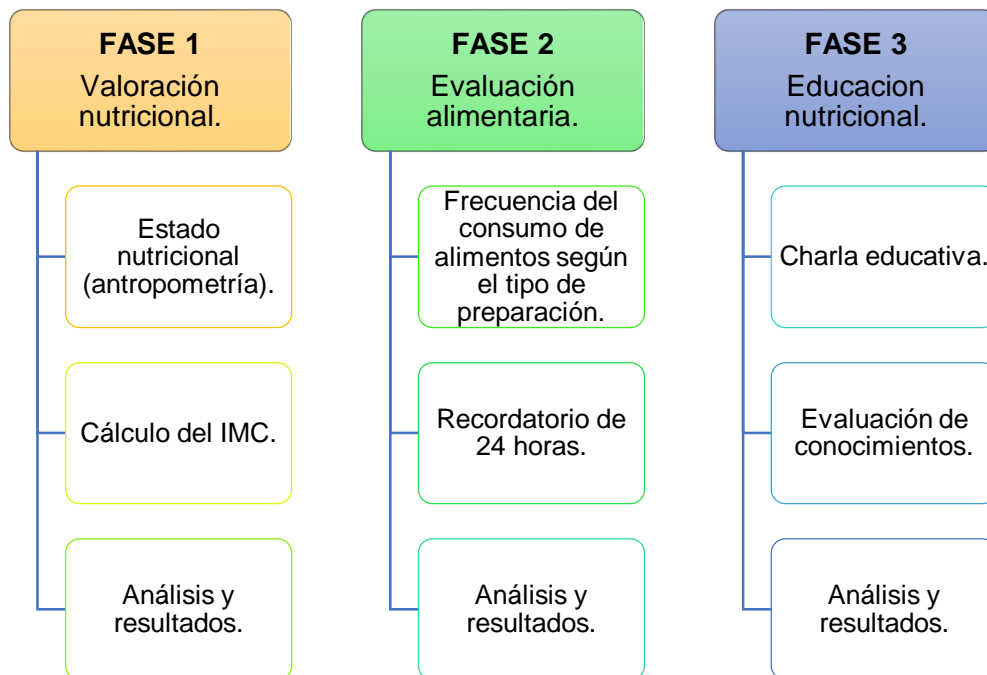 FASE 1
Valoración
nutricional.
Estado
nutricional
(antropometría).
Cálculo del IMC.
Análisis y
resultados.
FASE 2
Evaluación
alimentaria.
Frecuencia del
consumo de
alimentos según
el tipo de
preparación.
Recordatorio de
24 horas.
Análisis y
resultados.
FASE 3
Educacion
nutricional.
Charla educativa.
Evaluación de
conocimientos.
Análisis y
resultados.